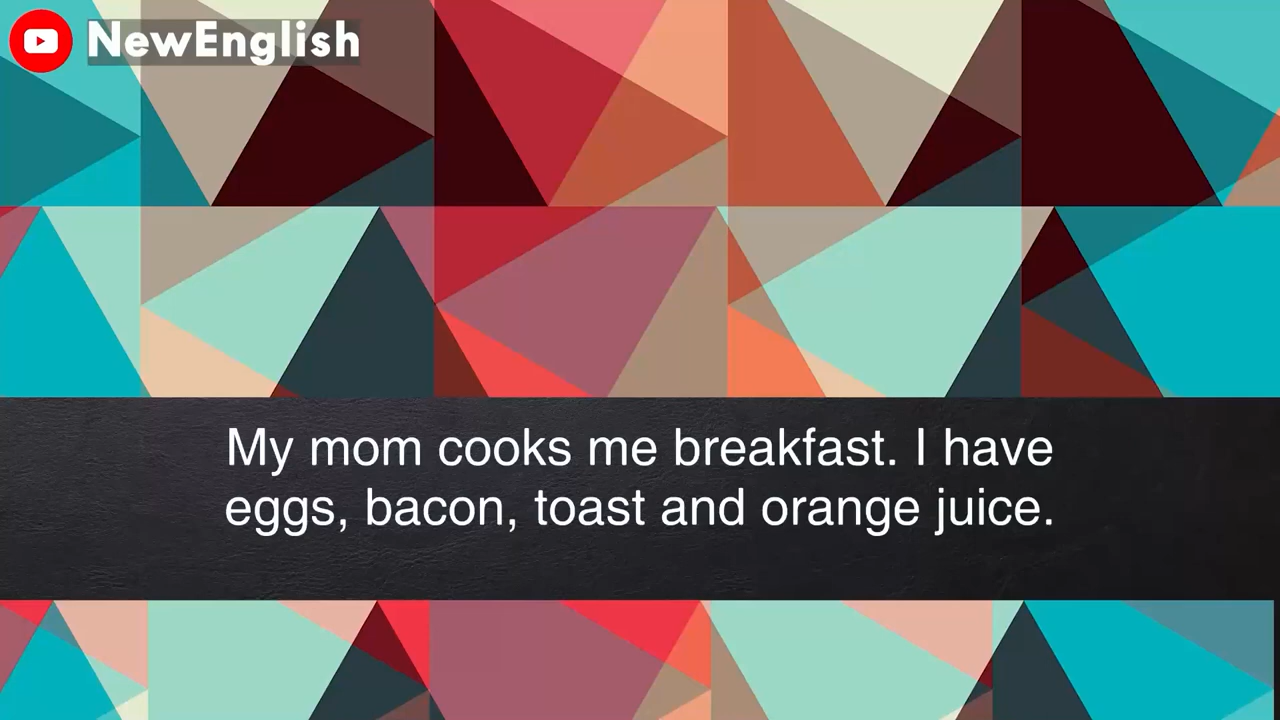 NewEnglish
My mom cooks me breakfast. I have
eggs, bacon, toast and orange juice.